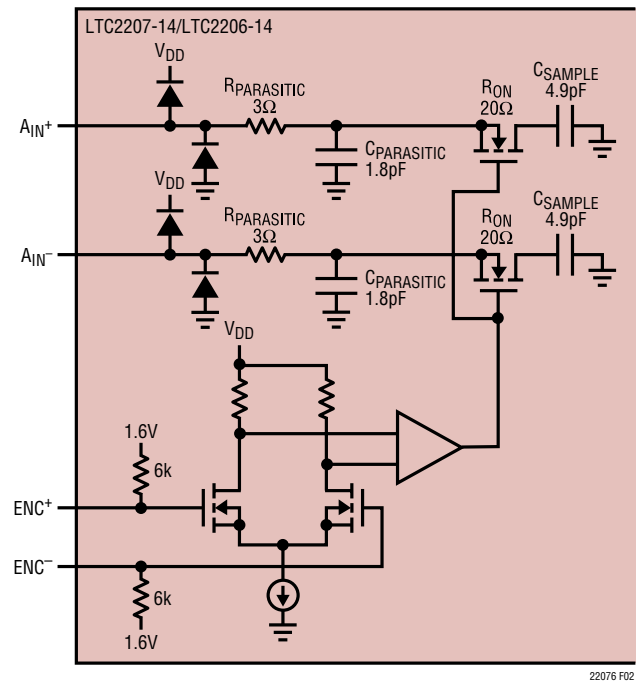 LTC2207-14/LTC2206-14
VDD
RPARASITIC
3Ω
RON
20Ω
CSAMPLE
4.9pF
AIN+
CPARASITIC
1.8pF
VDD
RPARASITIC
3Ω
RON
20Ω
CSAMPLE
4.9pF
AIN−
CPARASITIC
1.8pF
VDD
1.6V
6k
ENC+
ENC−
6k
1.6V
22076 F02